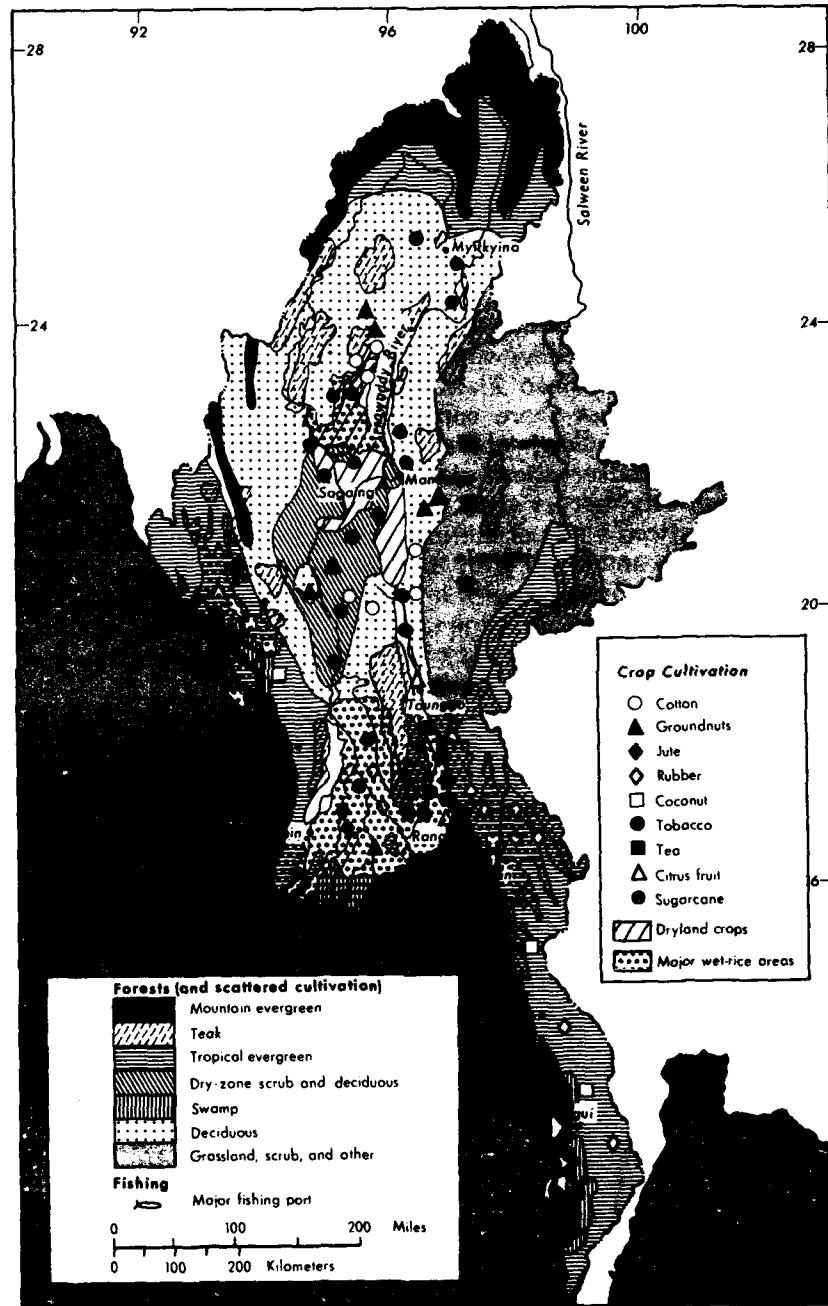 92 96 100
28 28
Salween River
Myitkyina
24 24
Irrawaddy River
Sagaing
20
Crop Cultivation
Cotton
Groundnuts
Jute
Rubber
Coconut
Tobacco
Tea
Citrus fruit
Sugarcane
Dryland crops
Major wet-rice areas
Forests (and scattered cultivation)
Mountain evergreen
Teak
Tropical evergreen
Dry-zone scrub and deciduous
Swamp
Deciduous
Grassland, scrub, and other
Fishing
Major fishing port
0 100 200 Miles
0 100 200 Kilometers